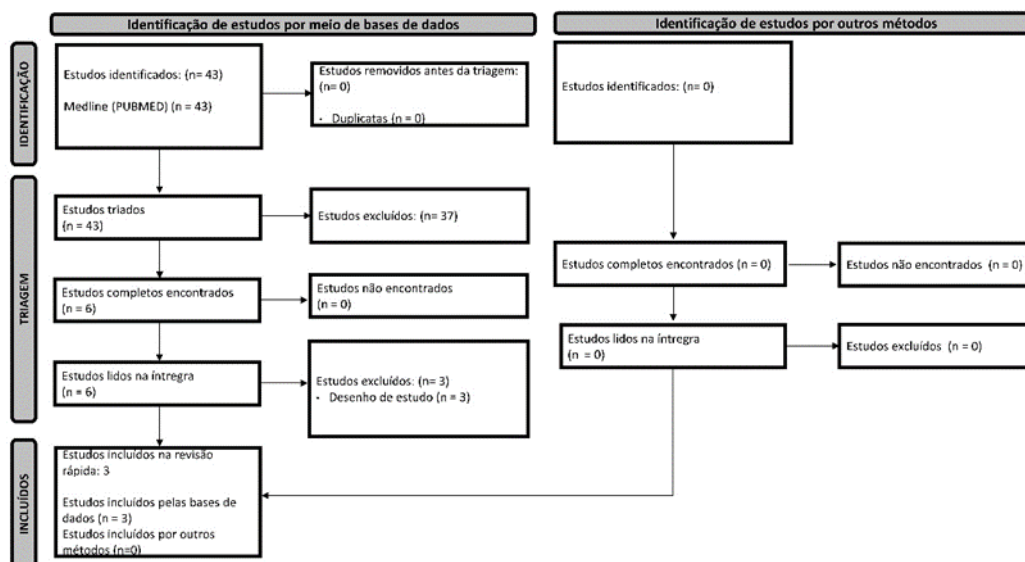 Identificação de estudos por meio de bases de dados
Identificação de estudos por outros métodos
IDENTIFICAÇÃO
Estudos identificados: (n= 43)
Medline (PUBMED) (n = 43)
Estudos removidos antes da triagem:
(n= 0)
- Duplicatas (n = 0)
Estudos identificados: (n= 0)
TRIAGEM
Estudos triados
(n = 43)
Estudos excluídos: (n= 37)
Estudos completos encontrados
(n = 6)
Estudos não encontrados
(n = 0)
Estudos lidos na íntregra
(n = 6)
Estudos excluídos: (n= 3)
- Desenho de estudo (n = 3)
Estudos completos encontrados (n = 0)
Estudos não encontrados (n = 0)
Estudos lidos na íntregra
(n = 0)
Estudos excluídos (n = 0)
INCLUÍDOS
Estudos incluídos na revisão
rápida: 3
Estudos incluídos pelas bases de
dados (n = 3)
Estudos incluídos por outros
métodos (n=0)